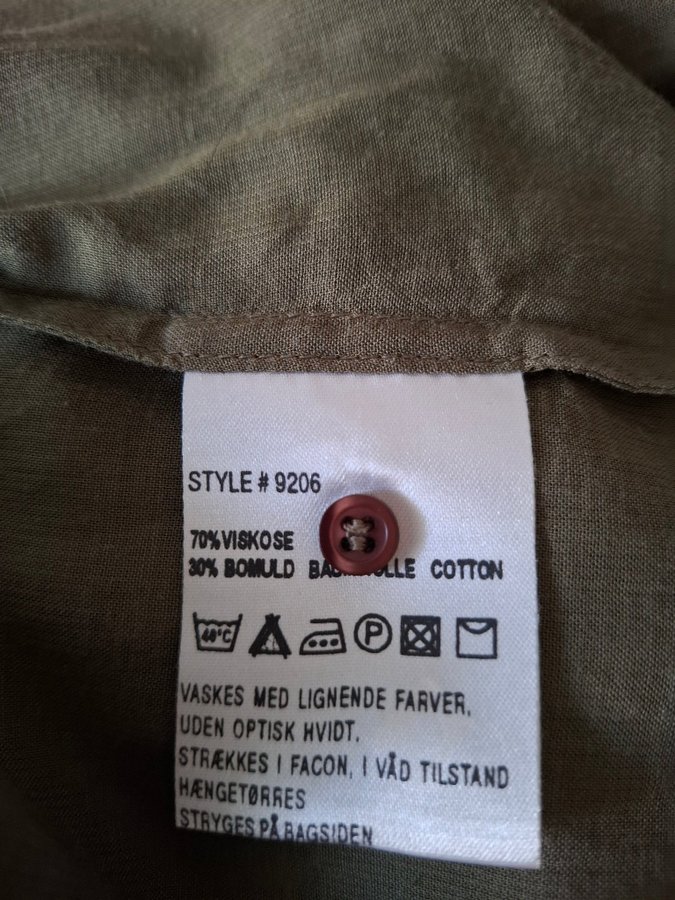 STYLE # 9206
70% VISKOSE
30% BOMULD COTTON
40°C
P
VASKES MED LIGNENDE FARVER,
UDEN OPTISK HVIDT.
STRÆKKES I FACON, I VÅD TILSTAND
HÆNGETØRRES
STRYGES PÅ BAGSIDEN